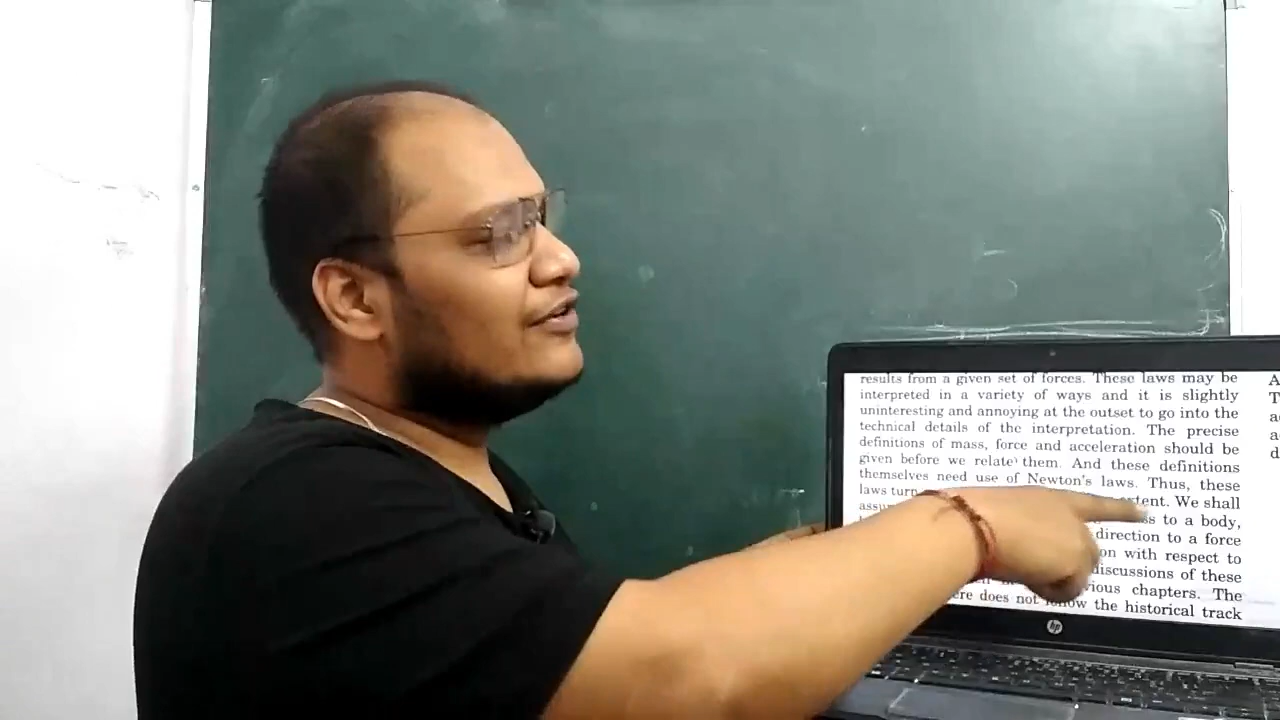 results from a given set of forces. These laws may be
interpreted in a variety of ways and it is slightly
uninteresting and annoying at the outset to go into the
technical details of the interpretation. The precise
definitions of mass, force and acceleration should be
given before we relate them. And these definitions
themselves need use of Newton's laws. Thus, these
laws turn We shall
to a body,
direction to a force
on with respect to
discussions of these
chapters. The
does not follow the historical track
A
T
a
a
d
hp